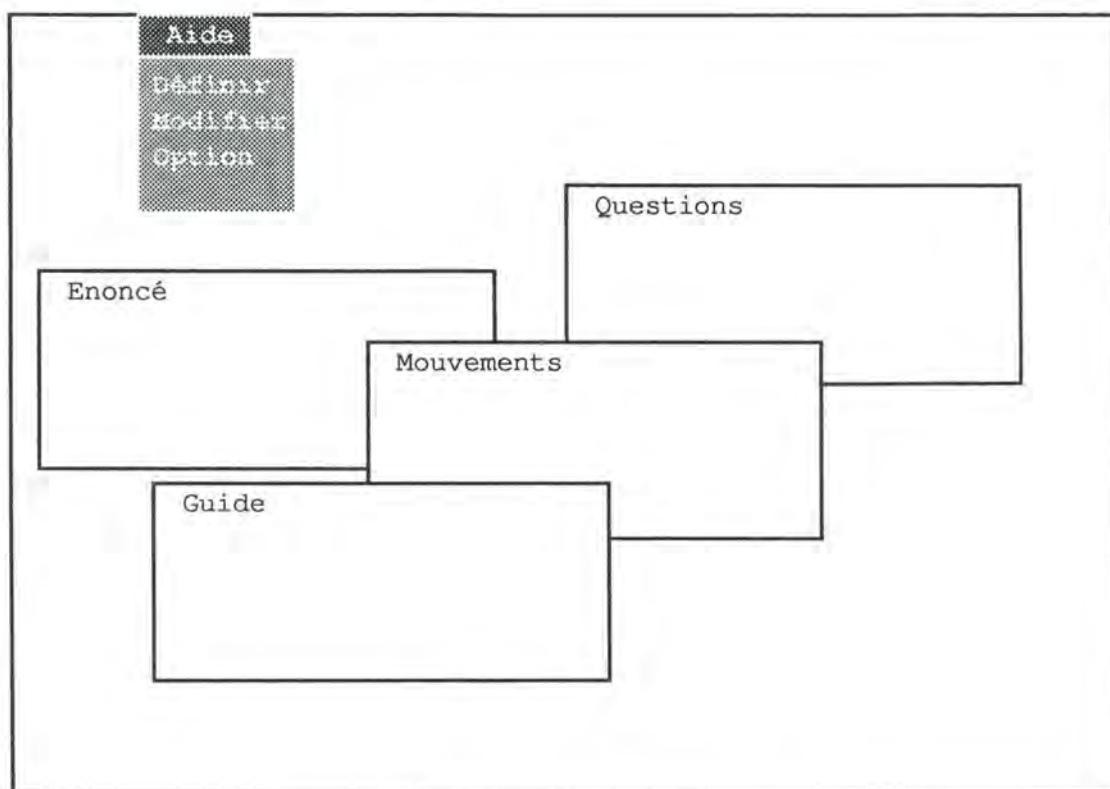 Aide
Définir
Modifier
Option
Questions
Enoncé
Mouvements
Guide